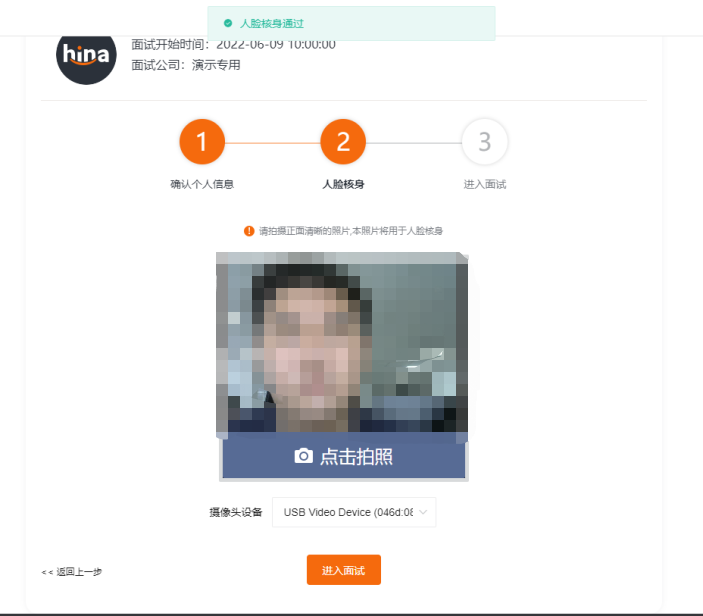 人脸核身通过
hina
面试开始时间：2022-06-09 10:00:00
面试公司：演示专用
1
2
3
确认个人信息
人脸核身
进入面试
请拍摄正面清晰的照片,本照片将用于人脸核身
点击拍照
摄像头设备
USB Video Device (046d:08
<< 返回上一步
进入面试